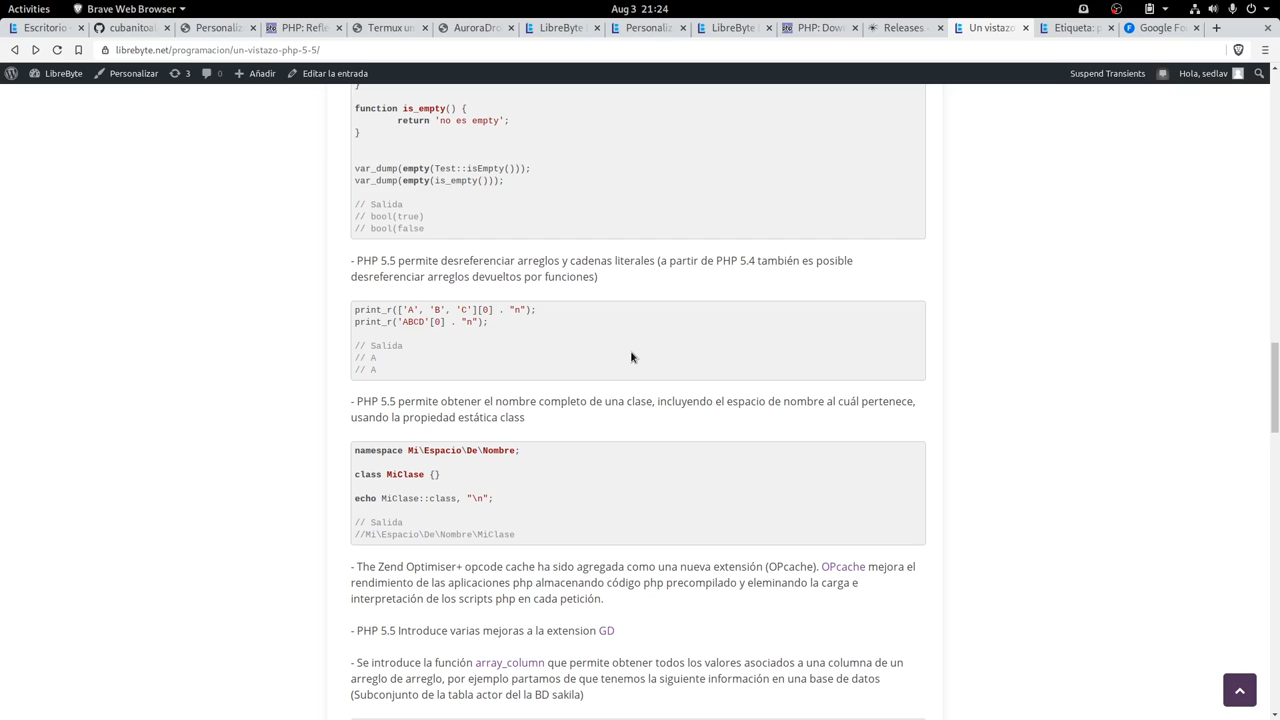 Activities
Brave Web Browser
Aug 3 21:24
Escritorio
cubanitoal
Personaliz
PHP: Refle
Termux un
AuroraDro
LibreByte
Personaliz
LibreByte
PHP: Down
Releases
Un vistazo
Etiqueta: p
Google Fo
librebyte.net/programacion/un-vistazo-php-5-5/
LibreByte
Personalizar
3
0
Añadir
Editar la entrada
Suspend Transients
Hola, sedlav
}
function is_empty() {
return 'no es empty';
}
var_dump(empty(Test::isEmpty()));
var_dump(empty(is_empty()));
// Salida
// bool(true)
// bool(false
- PHP 5.5 permite desreferenciar arreglos y cadenas literales (a partir de PHP 5.4 también es posible
desreferenciar arreglos devueltos por funciones)
print_r(['A', 'B', 'C'][0] . "n");
print_r('ABCD'[0] . "n");
// Salida
// A
// A
- PHP 5.5 permite obtener el nombre completo de una clase, incluyendo el espacio de nombre al cuál pertenece,
usando la propiedad estática class
namespace Mi\Espacio\De\Nombre;
class MiClase {}
echo MiClase::class, "\n";
// Salida
//Mi\Espacio\De\Nombre\MiClase
- The Zend Optimiser+ opcode cache ha sido agregada como una nueva extensión (OPcache). OPcache mejora el
rendimiento de las aplicaciones php almacenando código php precompilado y eleminando la carga e
interpretación de los scripts php en cada petición.
- PHP 5.5 Introduce varias mejoras a la extension GD
- Se introduce la función array_column que permite obtener todos los valores asociados a una columna de un
arreglo de arreglo, por ejemplo partamos de que tenemos la siguiente información en una base de datos
(Subconjunto de la tabla actor del la BD sakila)